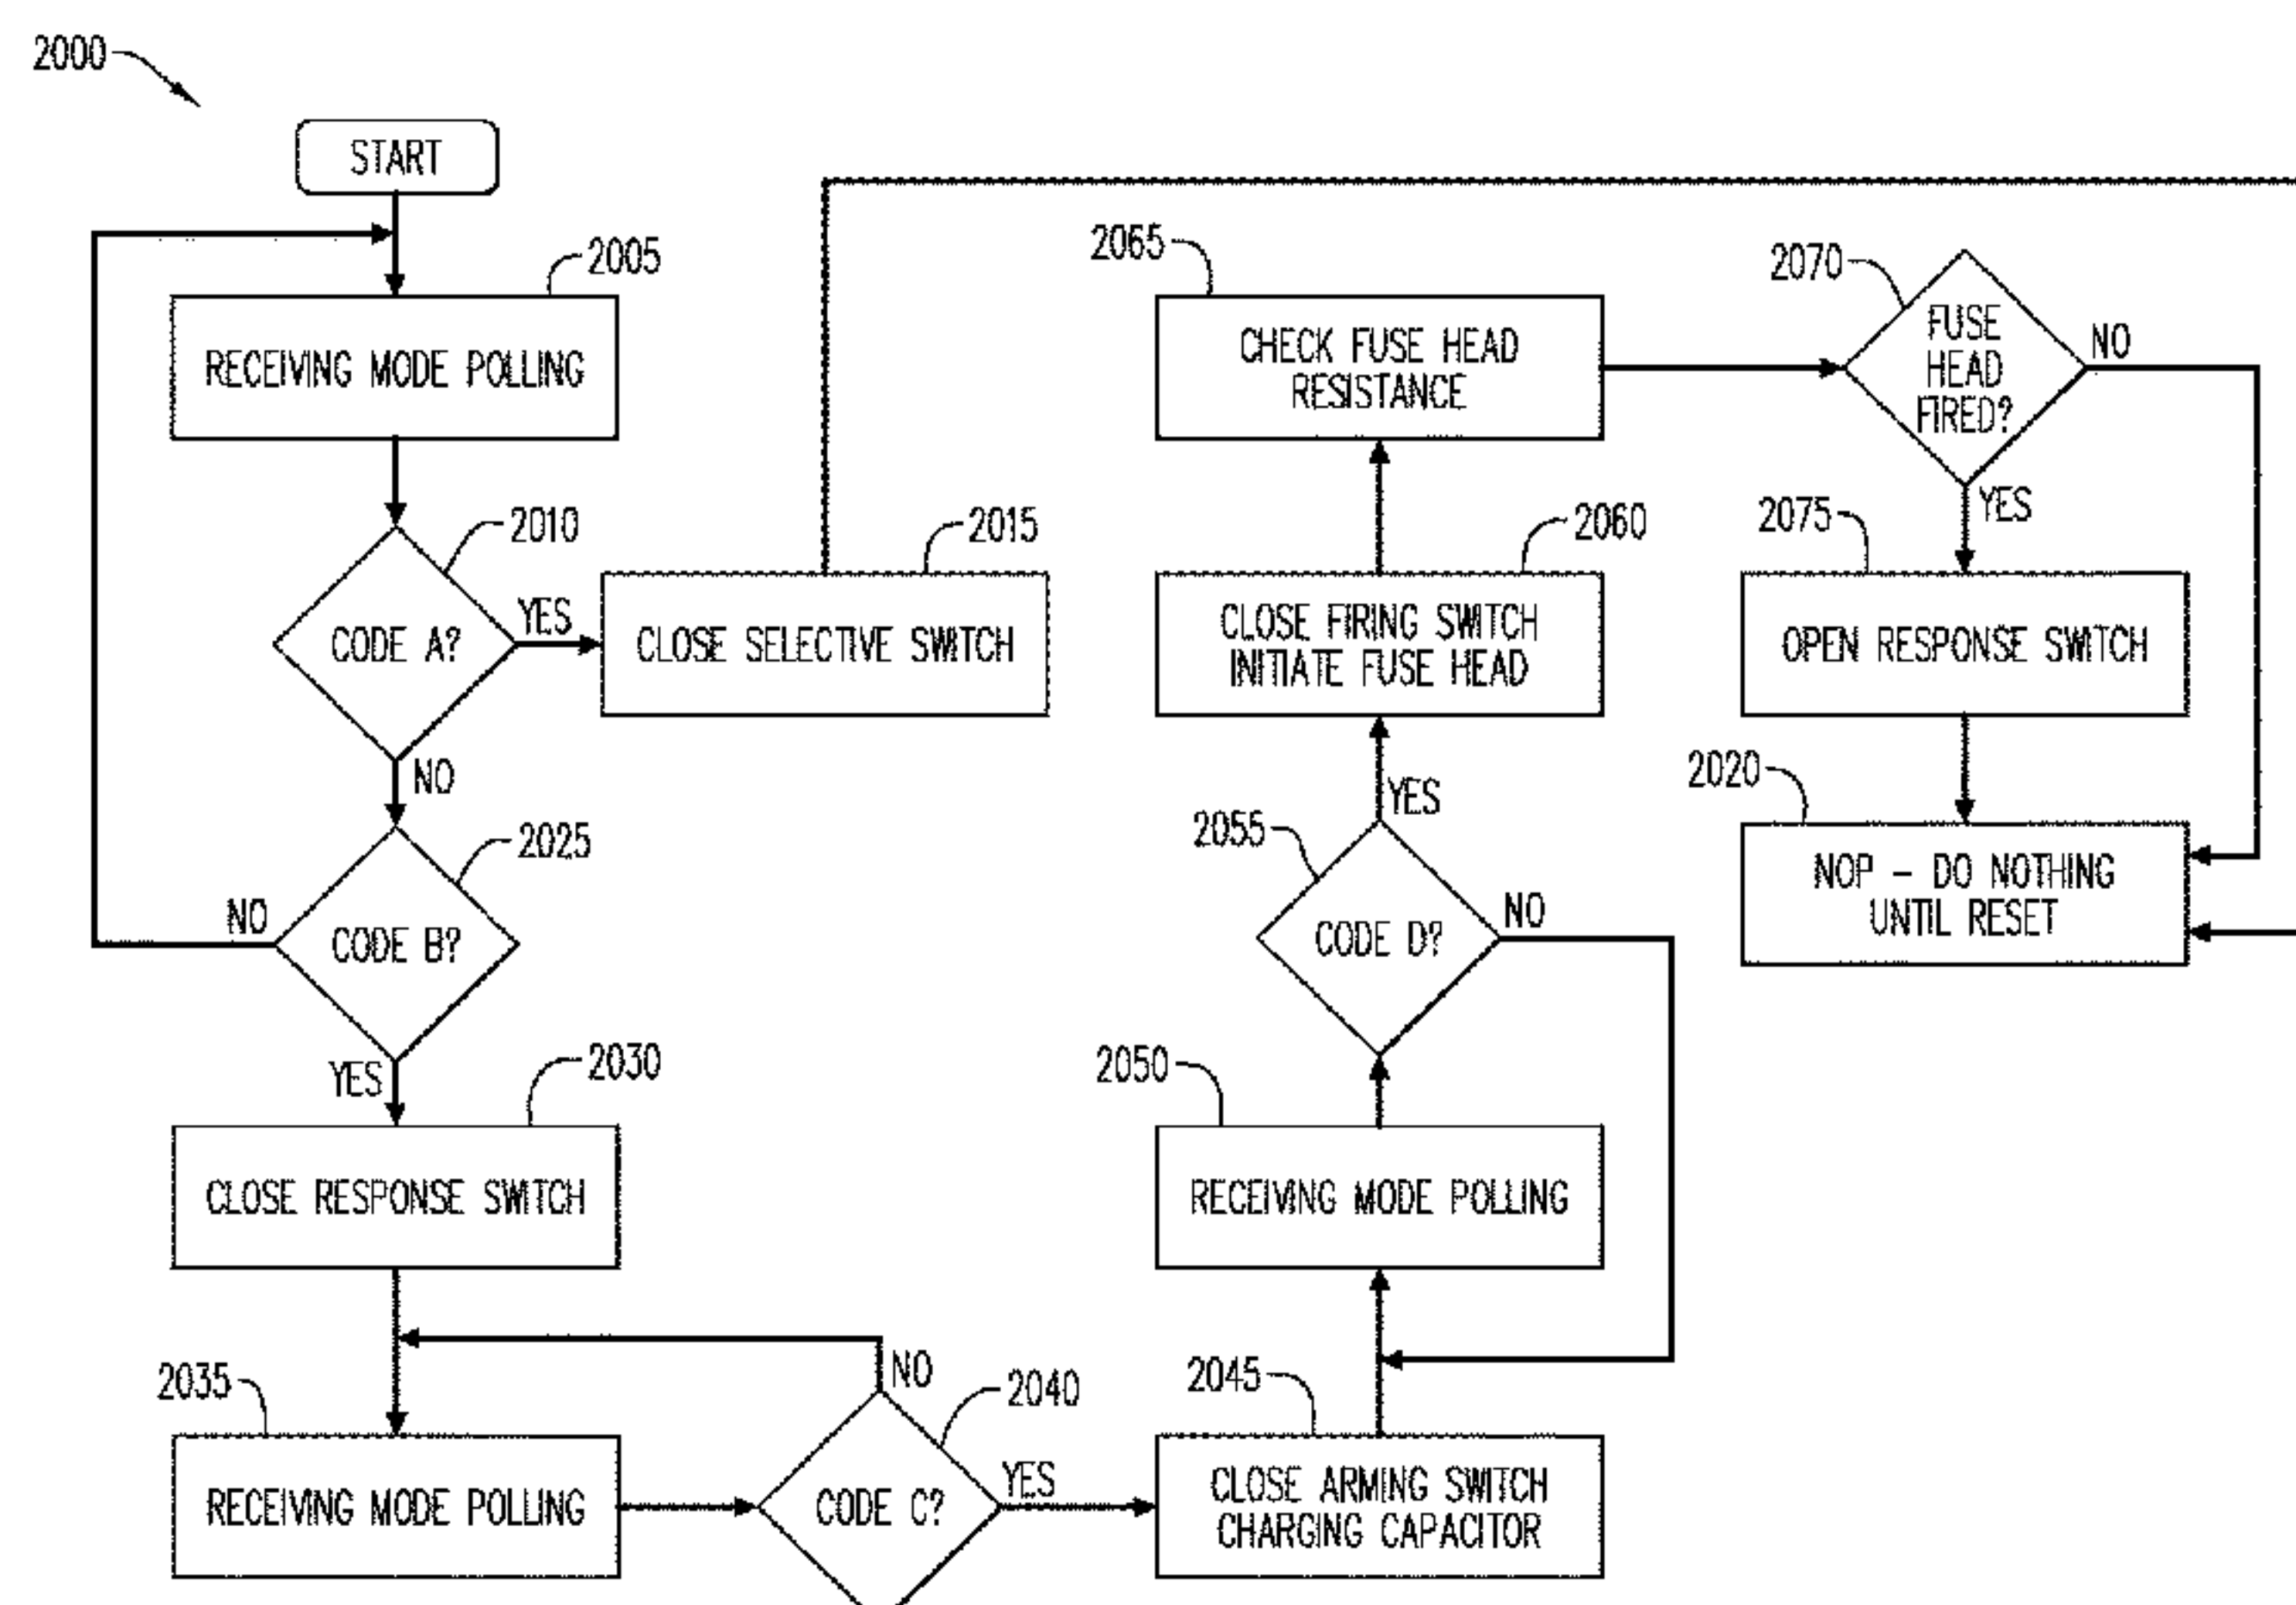 2000
START
2005
RECEIVING MODE POLLING
2010
CODE A?
YES
NO
2015
CLOSE SELECTIVE SWITCH
2025
CODE B?
NO
YES
2030
CLOSE RESPONSE SWITCH
2035
RECEIVING MODE POLLING
2040
CODE C?
NO
YES
2045
CLOSE ARMING SWITCH
CHARGING CAPACITOR
2050
RECEIVING MODE POLLING
2055
CODE D?
NO
YES
2060
CLOSE FIRING SWITCH
INITIATE FUSE HEAD
2065
CHECK FUSE HEAD
RESISTANCE
2070
FUSE
HEAD
FIRED?
NO
YES
2075
OPEN RESPONSE SWITCH
2020
NOP - DO NOTHING
UNTIL RESET